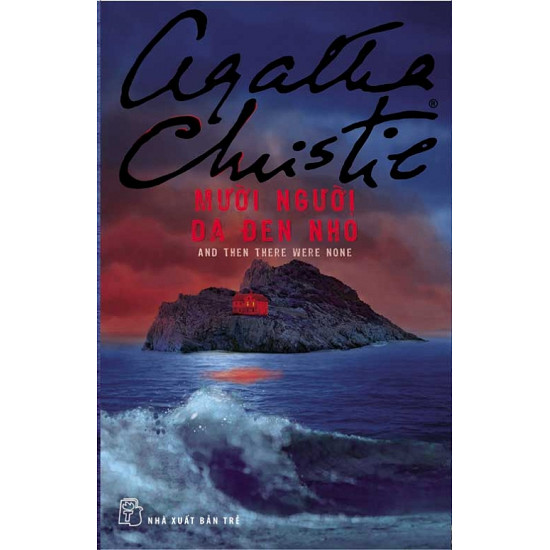 Agatha
Christie®
MƯỜI NGƯỜI
DA ĐEN NHỎ
AND THEN THERE WERE NONE
NHÀ XUẤT BẢN TRẺ